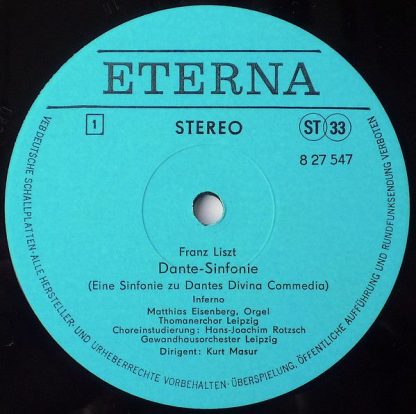 ETERNA
1
STEREO
ST 33
8 27 547
Franz Liszt
Dante-Sinfonie
(Eine Sinfonie zu Dantes Divina Commedia)
Inferno
Matthias Eisenberg, Orgel
Thomanerchor Leipzig
Choreinstudierung: Hans-Joachim Rotzsch
Gewandhausorchester Leipzig
Dirigent: Kurt Masur
VEB DEUTSCHE SCHALLPLATTEN·ALLE HERSTELLER- UND URHEBERRECHTE VORBEHALTEN·ÜBERSPIELUNG, ÖFFENTLICHE AUFFÜHRUNG UND RUNDFUNKSENDUNG VERBOTEN